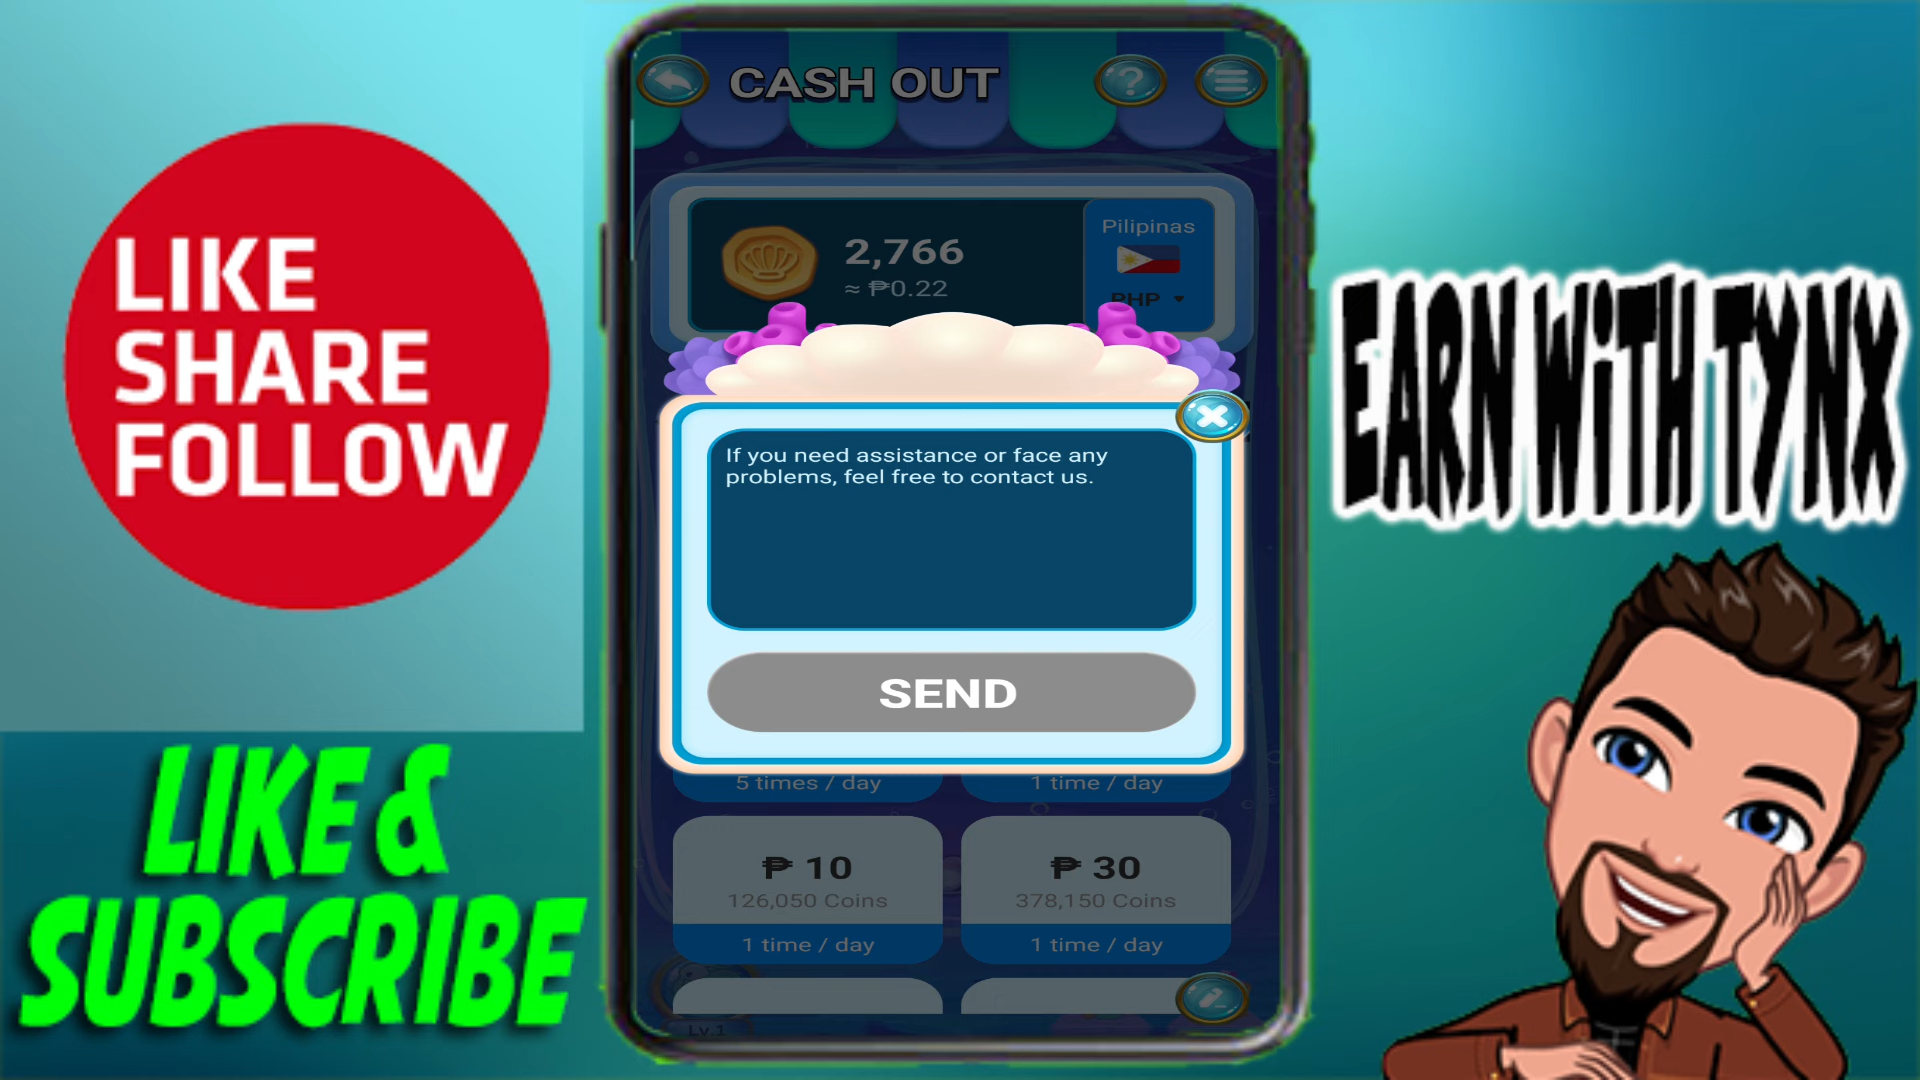 LIKE
SHARE
FOLLOW
LIKE &
SUBSCRIBE
CASH OUT
?
2,766
≈ ₱0.22
Pilipinas
PHP
If you need assistance or face any
problems, feel free to contact us.
SEND
5 times / day
1 time / day
₱ 10
126,050 Coins
1 time / day
₱ 30
378,150 Coins
1 time / day
Lv.1
EARN WiTH TYNX